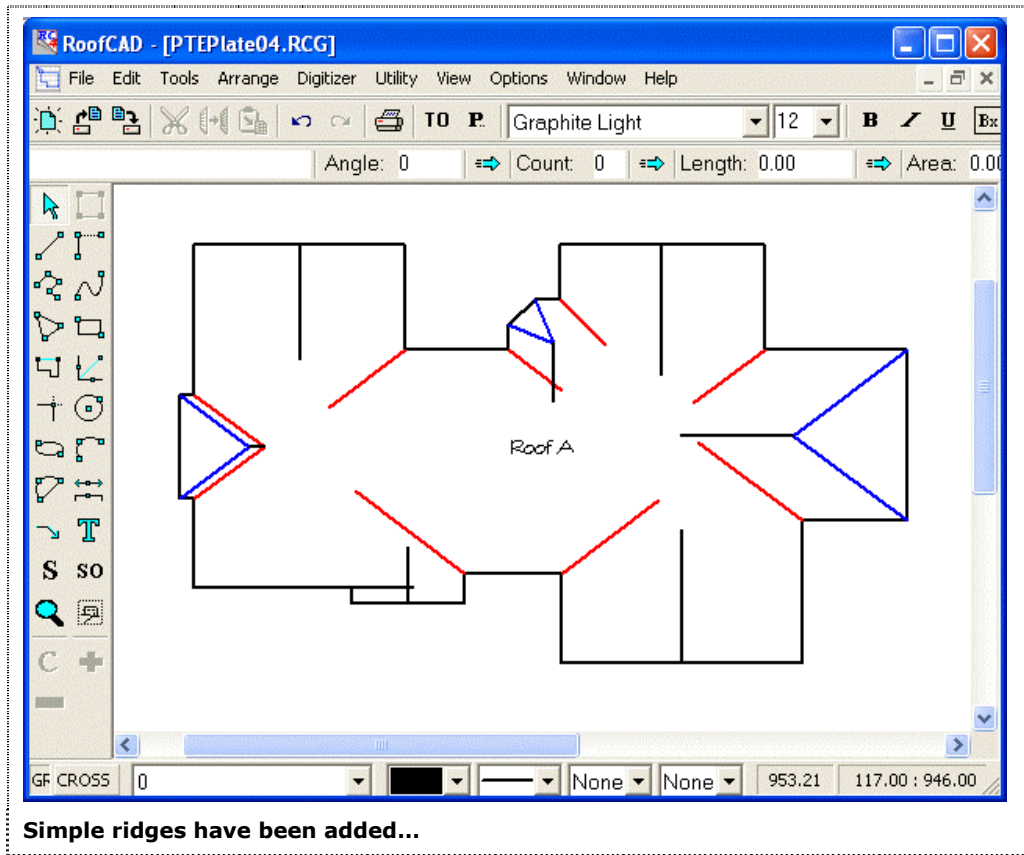 RoofCAD - [PTEPlate04.RCG]
File Edit Tools Arrange Digitizer Utility View Options Window Help
TO P. Graphite Light 12 B I U Bx
Angle: 0 Count: 0 Length: 0.00 Area: 0.00
Roof A
T
S SO
C
GF CROSS 0 None None 953.21 117.00 : 946.00
Simple ridges have been added...